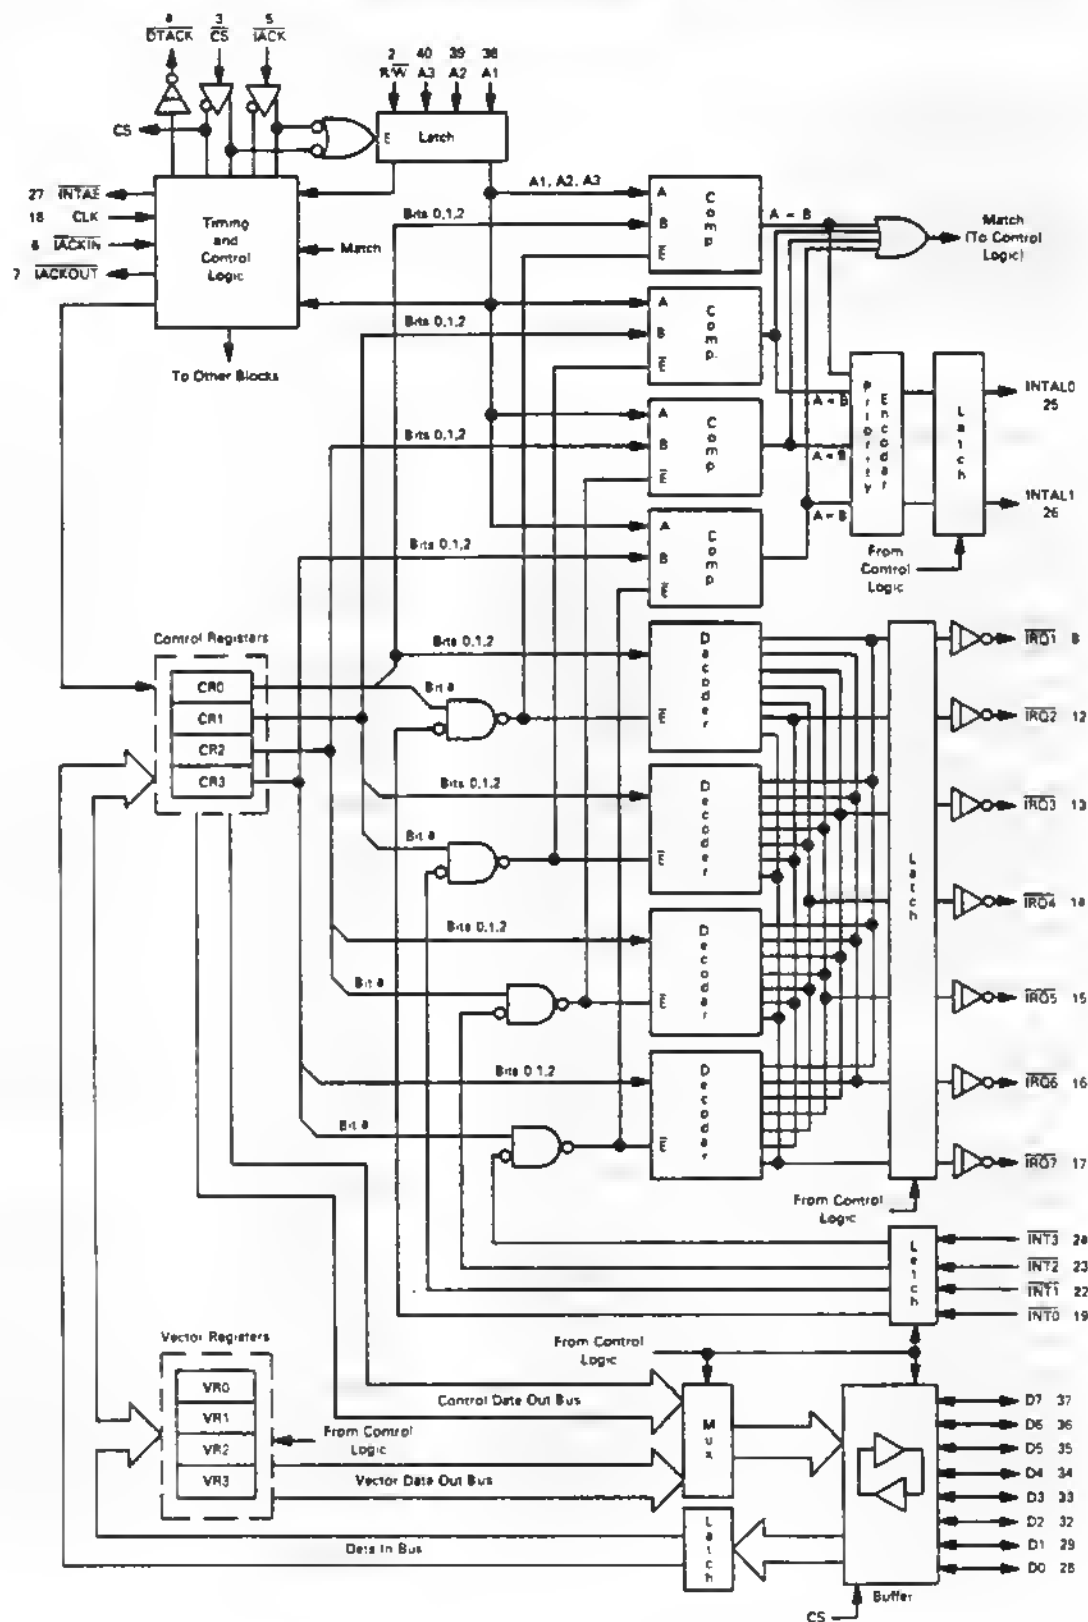 3 5
DTACK CS IACK
2 40 39 38
R/W A3 A2 A1
CS
E Latch
27 INTAE
18 CLK
6 IACKIN
7 IACKOUT
Timing
and
Control
Logic
Match
To Other Blocks
A1, A2, A3
Bits 0,1,2
A
B
E
Comp
A = B
Match
(To Control
Logic)
Bits 0,1,2
A
B
E
Comp.
A = B
Bits 0,1,2
A
B
E
Comp
A = B
Bits 0,1,2
A
B
E
Comp
A = B
Priority
Encoder
Latch
INTAL0
25
INTAL1
26
From
Control
Logic
Control Registers
CR0
CR1
CR2
CR3
Bits 0,1,2
Bit
E
Decoder
Bits 0,1,2
Bit
E
Decoder
Bits 0,1,2
Bit
E
Decoder
Bits 0,1,2
Bit
E
Decoder
Latch
IRQ1 8
IRQ2 12
IRQ3 13
IRQ4
IRQ5 15
IRQ6 16
IRQ7 17
From Control
Logic
Latch
INT3
INT2 23
INT1 22
INT0 19
Vector Registers
VR0
VR1
VR2
VR3
From Control
Logic
From Control
Logic
Control Data Out Bus
Vector Data Out Bus
Data In Bus
Mux
Latch
D7 37
D6 36
D5 35
D4 34
D3 33
D2 32
D1 29
D0 28
Buffer
CS